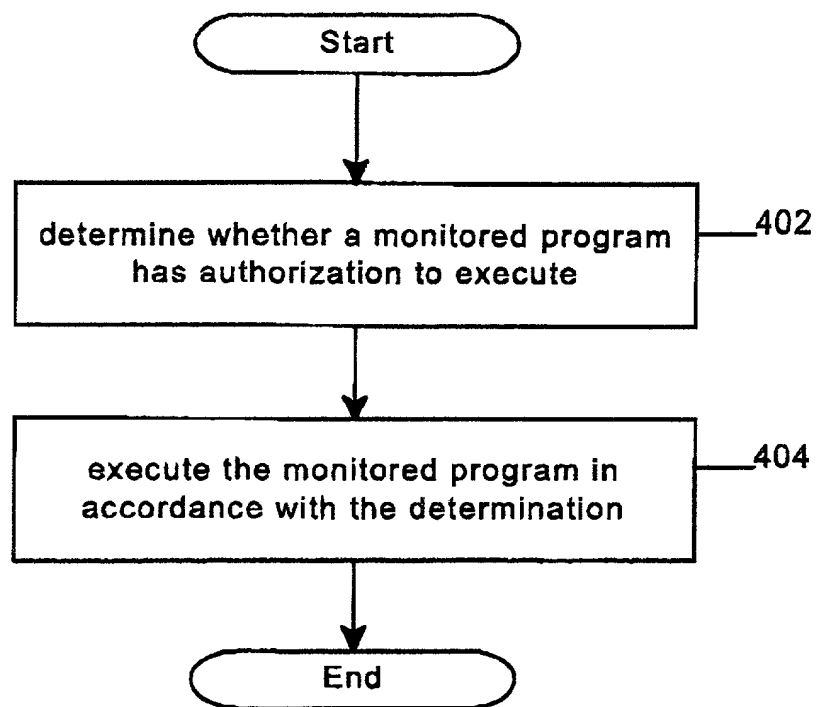 Start
determine whether a monitored program
has authorization to execute
402
execute the monitored program in
accordance with the determination
404
End